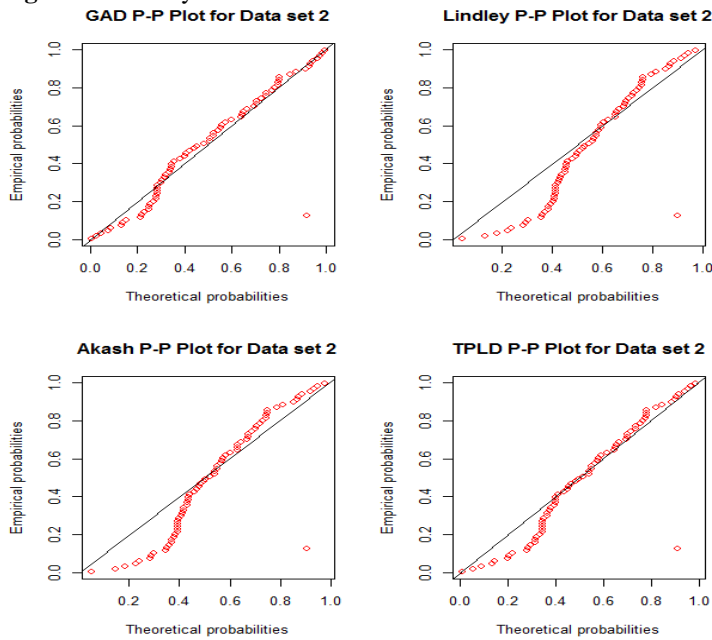 GAD P-P Plot for Data set 2
Empirical probabilities
0.0 0.2 0.4 0.6 0.8 1.0
0.0 0.2 0.4 0.6 0.8 1.0
Theoretical probabilities
Lindley P-P Plot for Data set 2
Empirical probabilities
0.0 0.2 0.4 0.6 0.8 1.0
0.2 0.4 0.6 0.8 1.0
Theoretical probabilities
Akash P-P Plot for Data set 2
Empirical probabilities
0.0 0.2 0.4 0.6 0.8 1.0
0.2 0.4 0.6 0.8 1.0
Theoretical probabilities
TPLD P-P Plot for Data set 2
Empirical probabilities
0.0 0.2 0.4 0.6 0.8 1.0
0.0 0.2 0.4 0.6 0.8 1.0
Theoretical probabilities